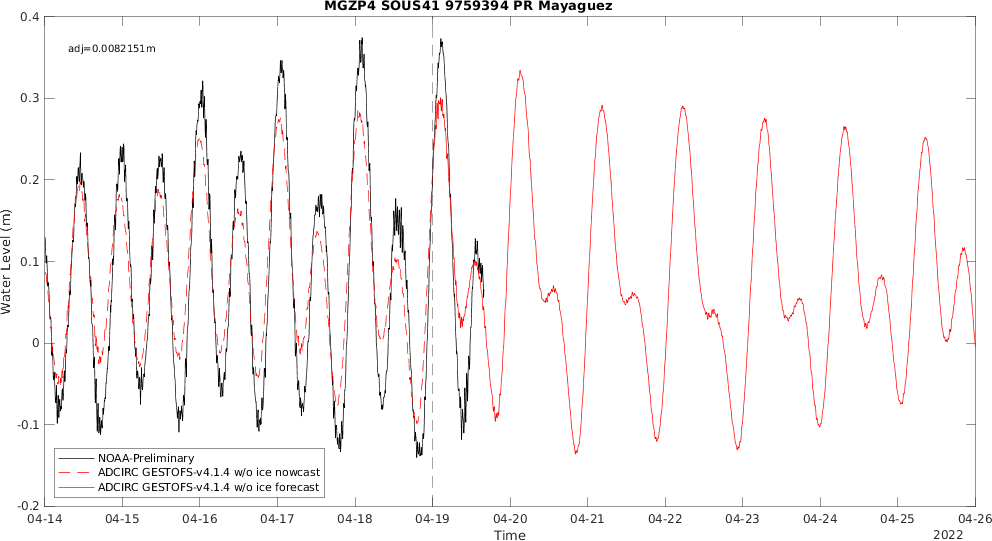 MGZP4 SOUS41 9759394 PR Mayaguez
0.4
adj=0.0082151m
0.3
0.2
0.1
0
-0.1
-0.2
Water Level (m)
NOAA-Preliminary
ADCIRC GESTOFS-v4.1.4 w/o ice nowcast
ADCIRC GESTOFS-v4.1.4 w/o ice forecast
04-14 04-15 04-16 04-17 04-18 04-19 04-20 04-21 04-22 04-23 04-24 04-25 04-26
Time
2022